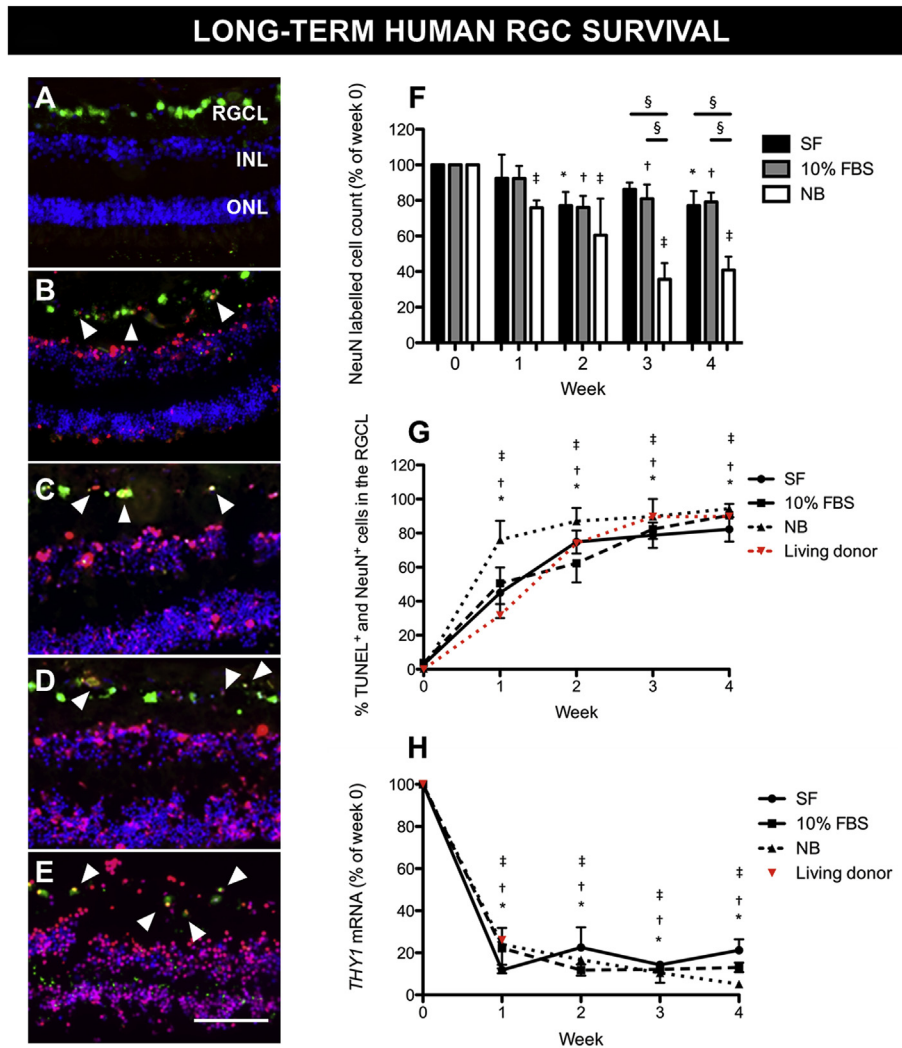 LONG-TERM HUMAN RGC SURVIVAL
A
RGCL
INL
ONL
B
C
D
E
F
NeuN labelled cell count (% of week 0)
120
100
80
60
40
20
0
0 1 2 3 4
Week
‡
* † ‡
† ‡
* † ‡
§ §
§ §
SF
10% FBS
NB
G
% TUNEL⁺ and NeuN⁺ cells in the RGCL
120
100
80
60
40
20
0
0 1 2 3 4
Week
‡ ‡ ‡ ‡
† † † †
* * * *
SF
10% FBS
NB
Living donor
H
THY1 mRNA (% of week 0)
100
80
60
40
20
0
0 1 2 3 4
Week
‡ ‡ ‡ ‡
† † † †
* * * *
SF
10% FBS
NB
Living donor